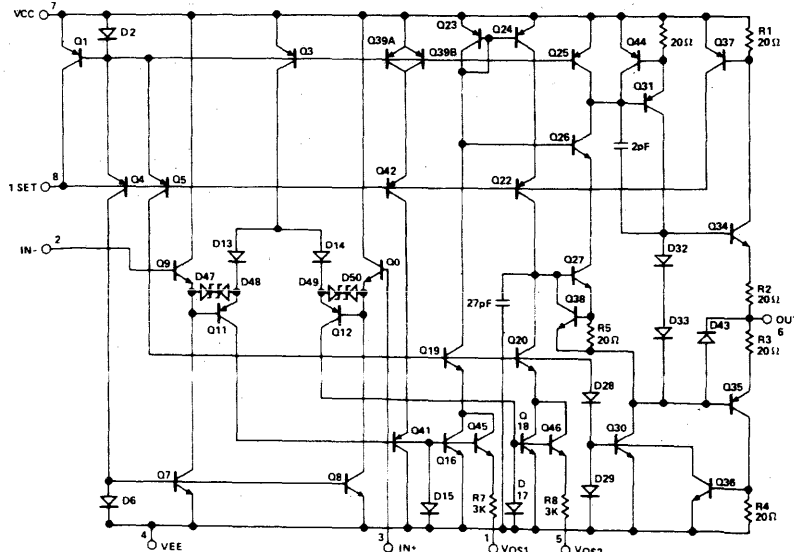 VCC 7
Q1
D2
Q3
Q39A
Q39B
Q23
Q24
Q25
Q44
20Ω
Q37
R1
20Ω
Q31
Q26
2pF
8
1 SET
Q4
Q5
Q42
Q22
2
IN-
D13
D14
Q9
D47
D48
D49
D50
Q0
Q11
Q12
27pF
Q27
Q38
R5
20Ω
D32
Q34
R2
20Ω
OUT
6
D33
D43
R3
20Ω
Q19
Q20
D28
Q35
Q41
Q16
Q45
Q
18
Q46
Q30
Q7
Q8
D6
D15
R7
3K
D
17
R8
3K
D29
Q36
R4
20Ω
4
VEE
3
IN+
1
VOS1
5
VOS2